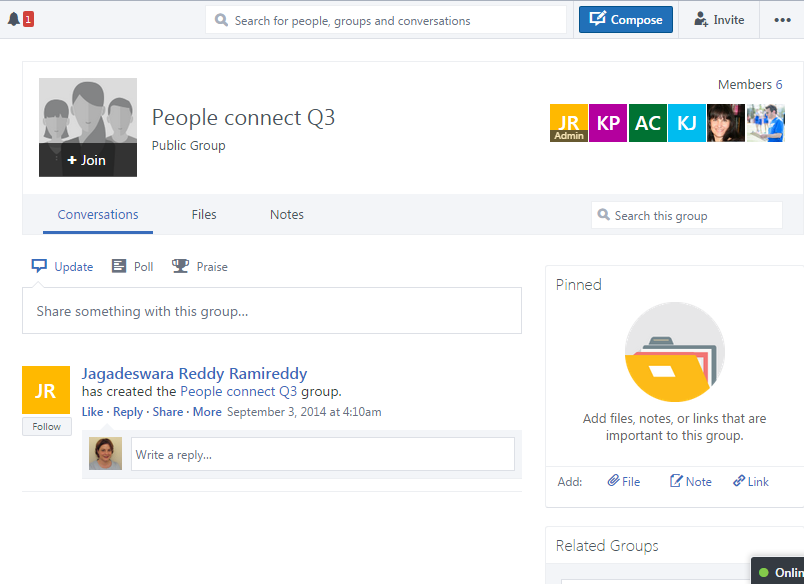 1
Search for people, groups and conversations
Compose
Invite
Members 6
JR
Admin
KP
AC
KJ
People connect Q3
Public Group
+ Join
Conversations
Files
Notes
Search this group
Update
Poll
Praise
Share something with this group...
Pinned
Add files, notes, or links that are
important to this group.
Add: File Note Link
JR
Follow
Jagadeswara Reddy Ramireddy
has created the People connect Q3 group.
Like · Reply · Share · More September 3, 2014 at 4:10am
Write a reply...
Related Groups
Onlin